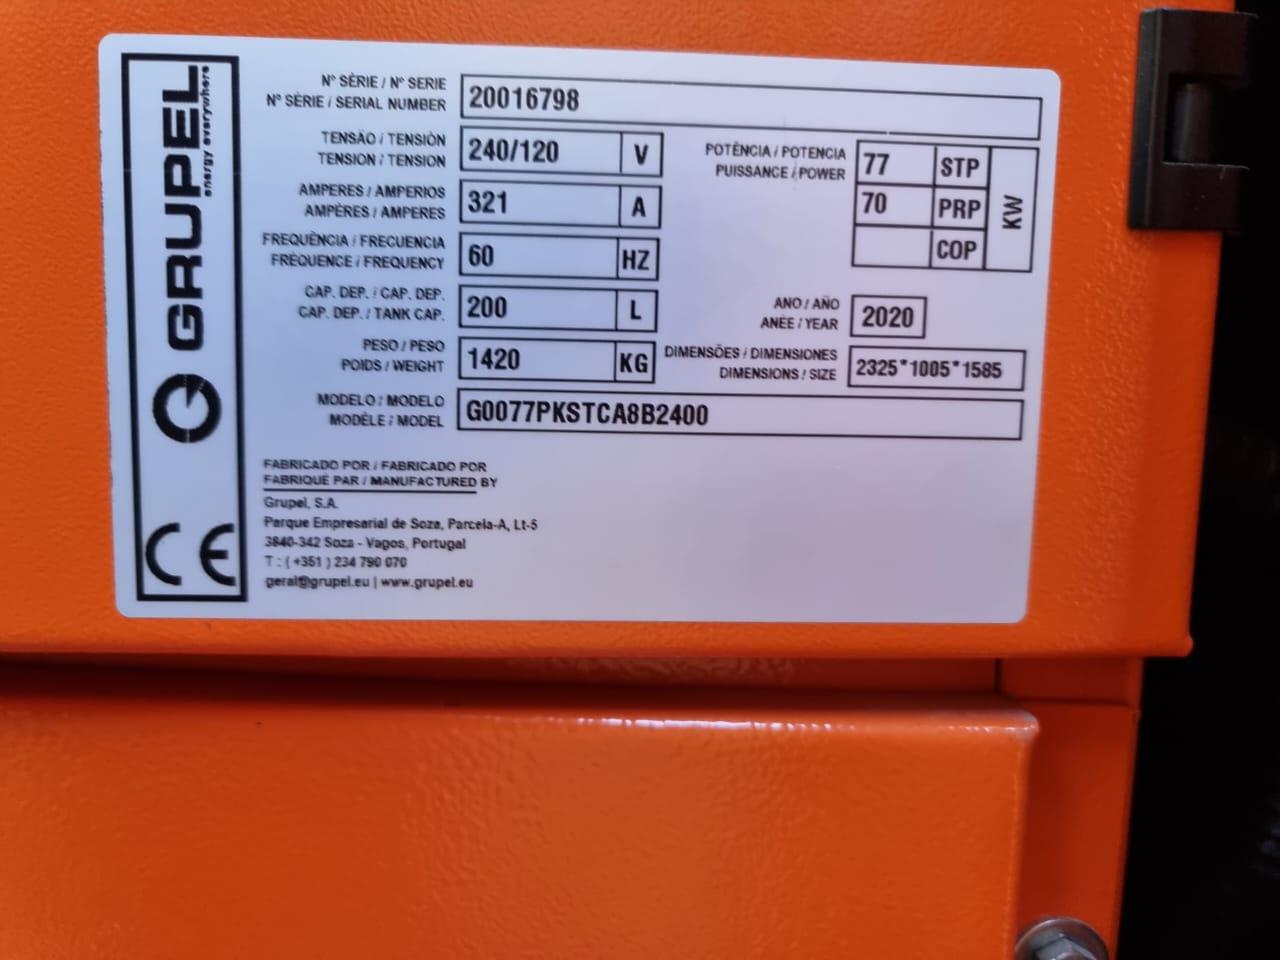 GRUPEL
energy everywhere
Nº SÈRIE / Nº SERIE
Nº SÉRIE / SERIAL NUMBER
20016798
TENSÃO / TENSIÓN
TENSION / TENSION
240/120 V
AMPERES / AMPERIOS
AMPÈRES / AMPERES
321 A
FREQUÊNCIA / FRECUENCIA
FRÉQUENCE / FREQUENCY
60 HZ
CAP. DEP. / CAP. DEP.
CAP. DEP. / TANK CAP.
200 L
PESO / PESO
POIDS / WEIGHT
1420 KG
MODELO / MODELO
MODÈLE / MODEL
G0077PKSTCA8B2400
POTÊNCIA / POTENCIA
PUISSANCE / POWER
77 STP
70 PRP
COP
KW
ANO / AÑO
ANÉE / YEAR
2020
DIMENSÕES / DIMENSIONES
DIMENSIONS / SIZE
2325*1005*1585
FABRICADO POR / FABRICADO POR
FABRIQUÉ PAR / MANUFACTURED BY
Grupel, S.A.
Parque Empresarial de Soza, Parcela-A, Lt-5
3840-342 Soza - Vagos, Portugal
T : ( +351 ) 234 790 070
geral@grupel.eu | www.grupel.eu
CE